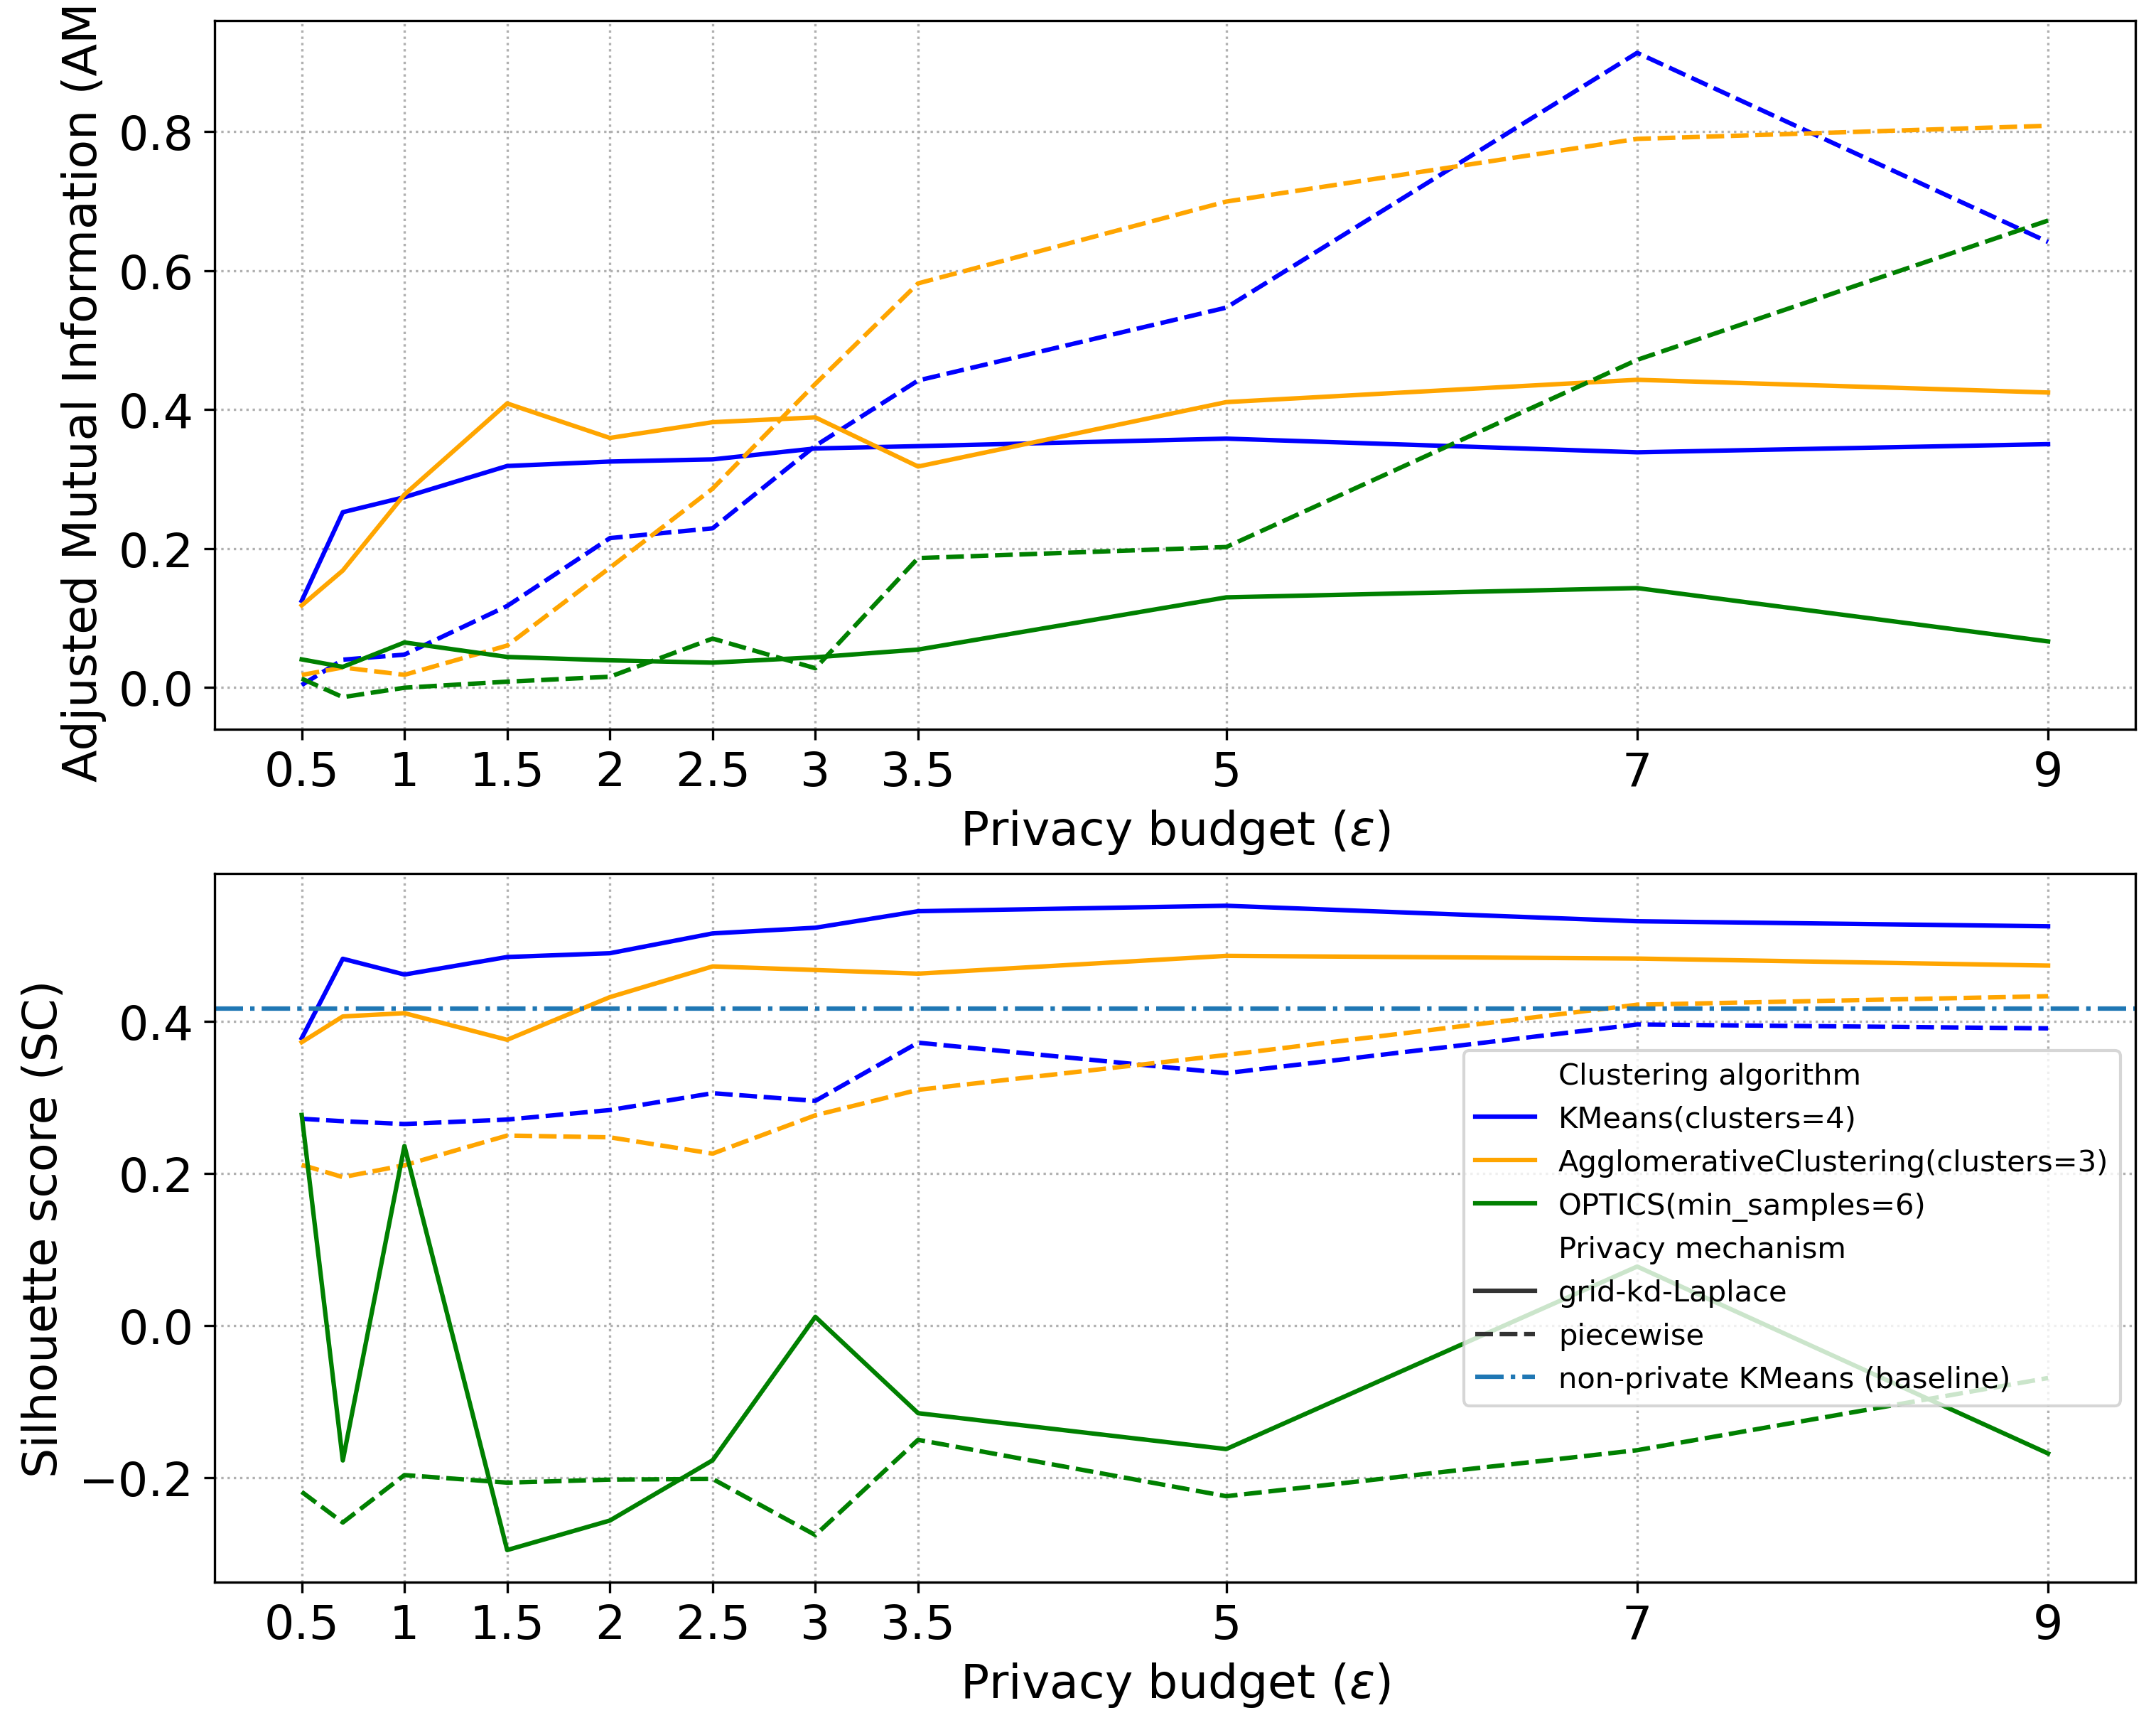 Adjusted Mutual Information (AM
0.8
0.6
0.4
0.2
0.0
0.5 1 1.5 2 2.5 3 3.5 5 7 9
Privacy budget (ε)
Silhouette score (SC)
0.4
0.2
0.0
−0.2
Clustering algorithm
KMeans(clusters=4)
AgglomerativeClustering(clusters=3)
OPTICS(min_samples=6)
Privacy mechanism
grid-kd-Laplace
piecewise
non-private KMeans (baseline)
0.5 1 1.5 2 2.5 3 3.5 5 7 9
Privacy budget (ε)